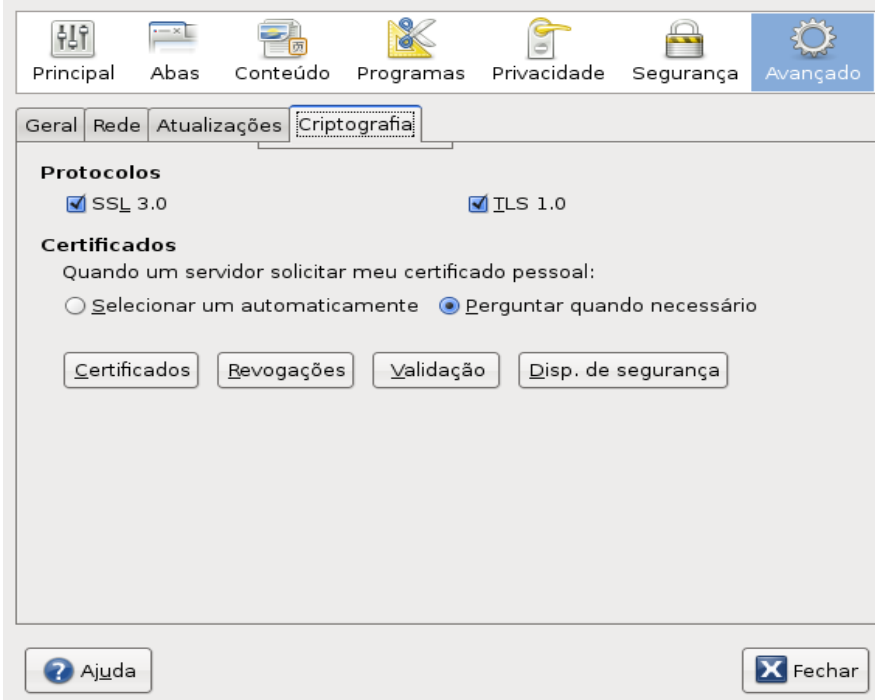 Principal Abas Conteúdo Programas Privacidade Segurança Avançado
Geral Rede Atualizações Criptografia
Protocolos
SSL 3.0 TLS 1.0
Certificados
Quando um servidor solicitar meu certificado pessoal:
Selecionar um automaticamente Perguntar quando necessário
Certificados Revogações Validação Disp. de segurança
Ajuda Fechar